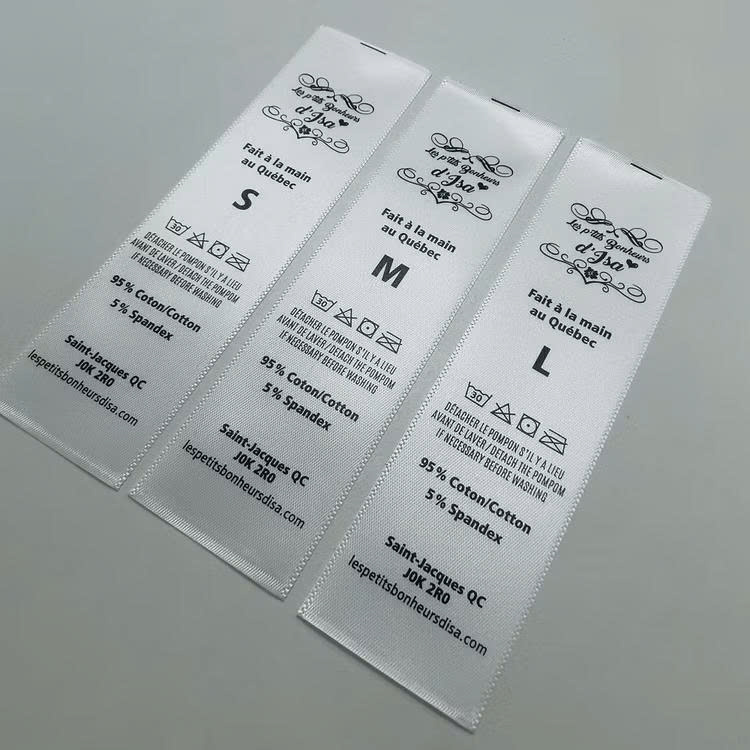 Les p'tits Bonheurs
d'Isa
Fait à la main
au Québec
S
30
DÉTACHER LE POMPON S'IL Y A LIEU
AVANT DE LAVER/DETACH THE POMPOM
IF NECESSARY BEFORE WASHING
95% Coton/Cotton
5% Spandex
Saint-Jacques QC
J0K 2R0
lespetitsbonheursdisa.com
Les p'tits Bonheurs
d'Isa
Fait à la main
au Québec
M
30
DÉTACHER LE POMPON S'IL Y A LIEU
AVANT DE LAVER/DETACH THE POMPOM
IF NECESSARY BEFORE WASHING
95% Coton/Cotton
5% Spandex
Saint-Jacques QC
J0K 2R0
lespetitsbonheursdisa.com
Les p'tits Bonheurs
d'Isa
Fait à la main
au Québec
L
30
DÉTACHER LE POMPON S'IL Y A LIEU
AVANT DE LAVER/DETACH THE POMPOM
IF NECESSARY BEFORE WASHING
95% Coton/Cotton
5% Spandex
Saint-Jacques QC
J0K 2R0
lespetitsbonheursdisa.com